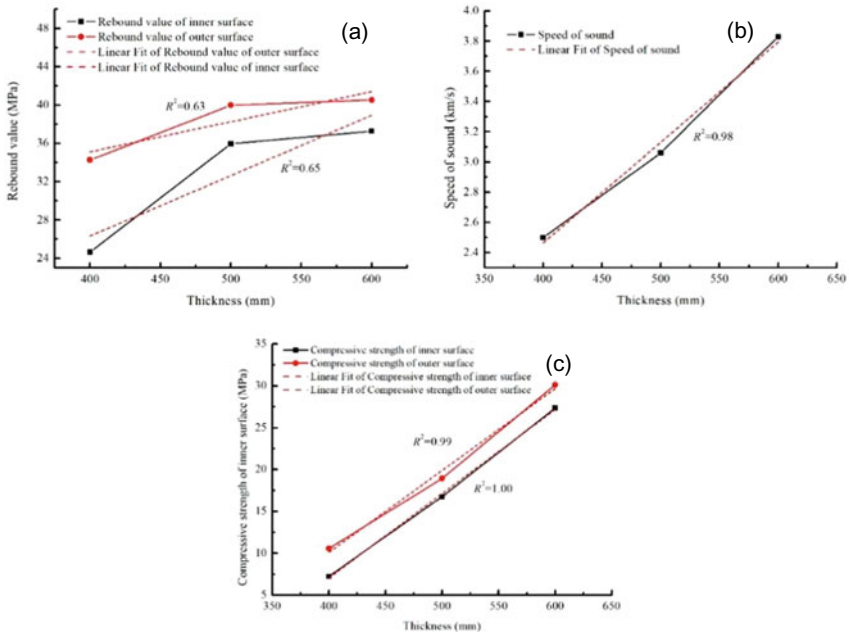 Rebound value of inner surface
Rebound value of outer surface
Linear Fit of Rebound value of outer surface
Linear Fit of Rebound value of inner surface
(a)
R²=0.63
R²=0.65
48
44
40
36
32
28
24
Rebound value (MPa)
400
450
500
550
600
Thickness (mm)
Speed of sound
Linear Fit of Speed of sound
(b)
R²=0.98
4.0
3.8
3.6
3.4
3.2
3.0
2.8
2.6
2.4
Speed of sound (km/s)
350
400
450
500
550
600
650
Thickness (mm)
Compressive strength of inner surface
Compressive strength of outer surface
Linear Fit of Compressive strength of inner surface
Linear Fit of Compressive strength of outer surface
(c)
R²=0.99
R²=1.00
35
30
25
20
15
10
5
Compressive strength of inner surface (MPa)
350
400
450
500
550
600
650
Thickness (mm)